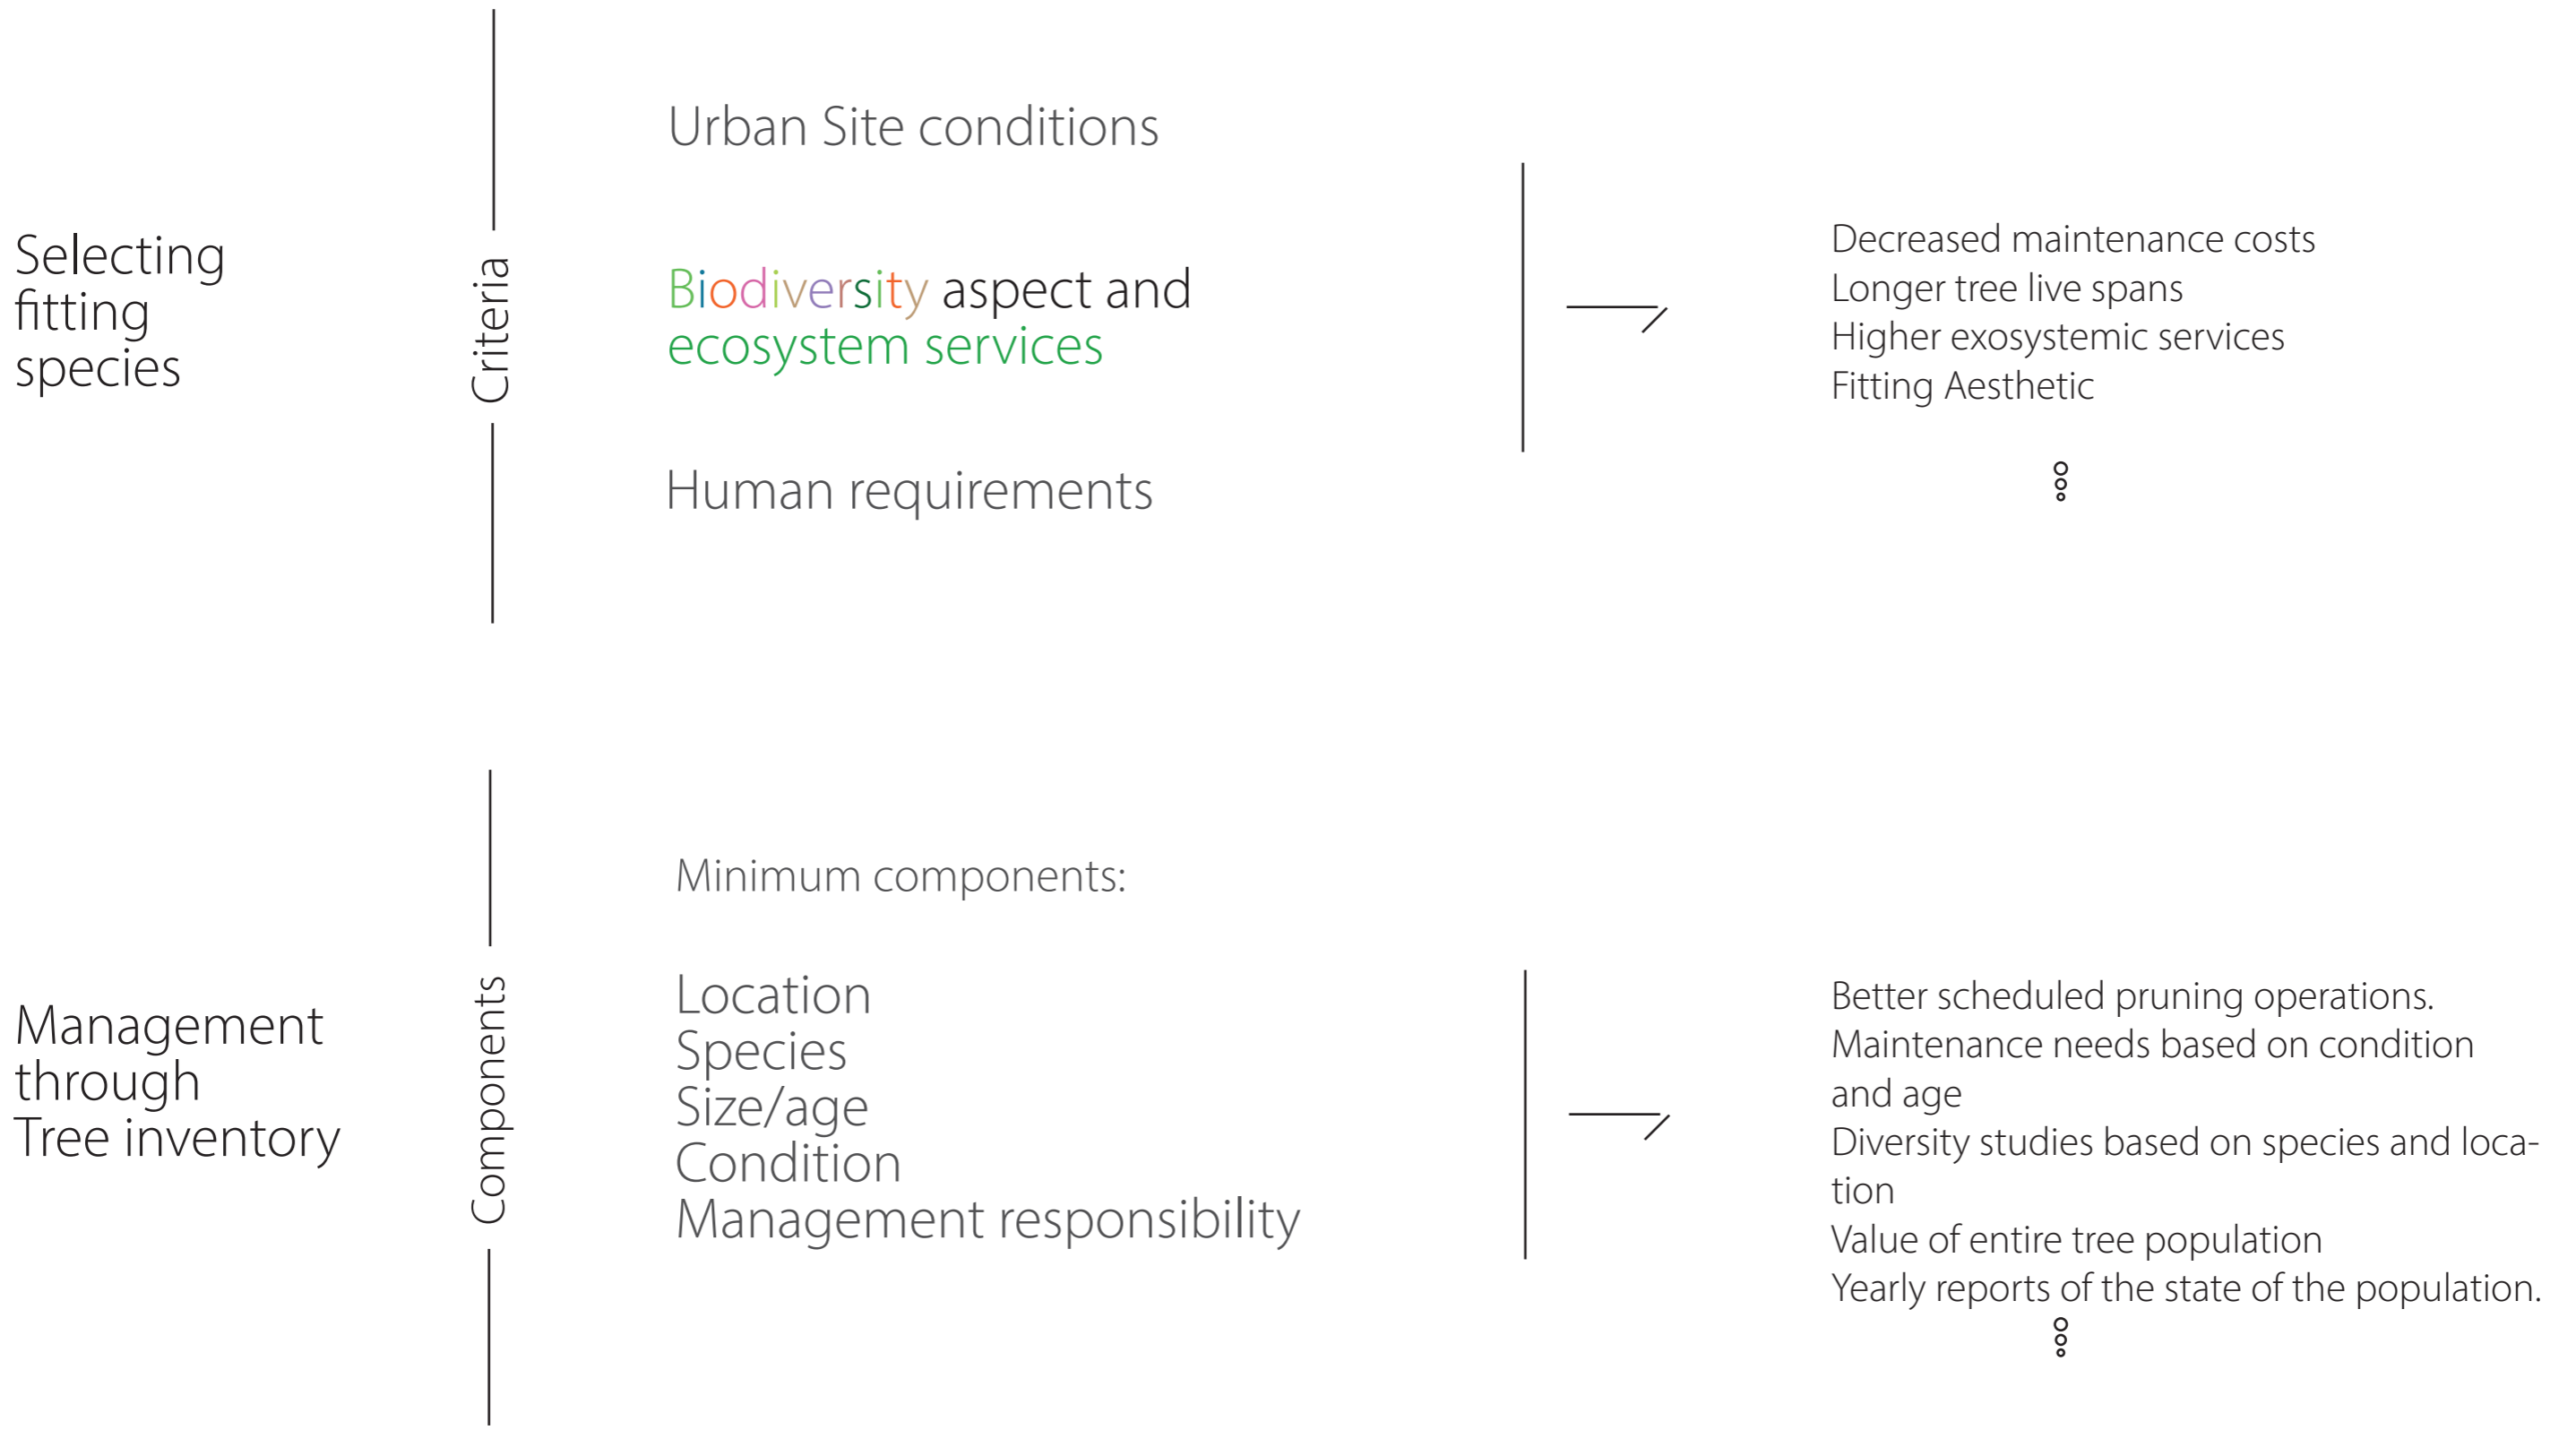 Selecting
fitting
species
Criteria
Urban Site conditions
Biodiversity aspect and
ecosystem services
Human requirements
Decreased maintenance costs
Longer tree live spans
Higher exosystemic services
Fitting Aesthetic
Management
through
Tree inventory
Components
Minimum components:
Location
Species
Size/age
Condition
Management responsibility
Better scheduled pruning operations.
Maintenance needs based on condition
and age
Diversity studies based on species and loca-
tion
Value of entire tree population
Yearly reports of the state of the population.